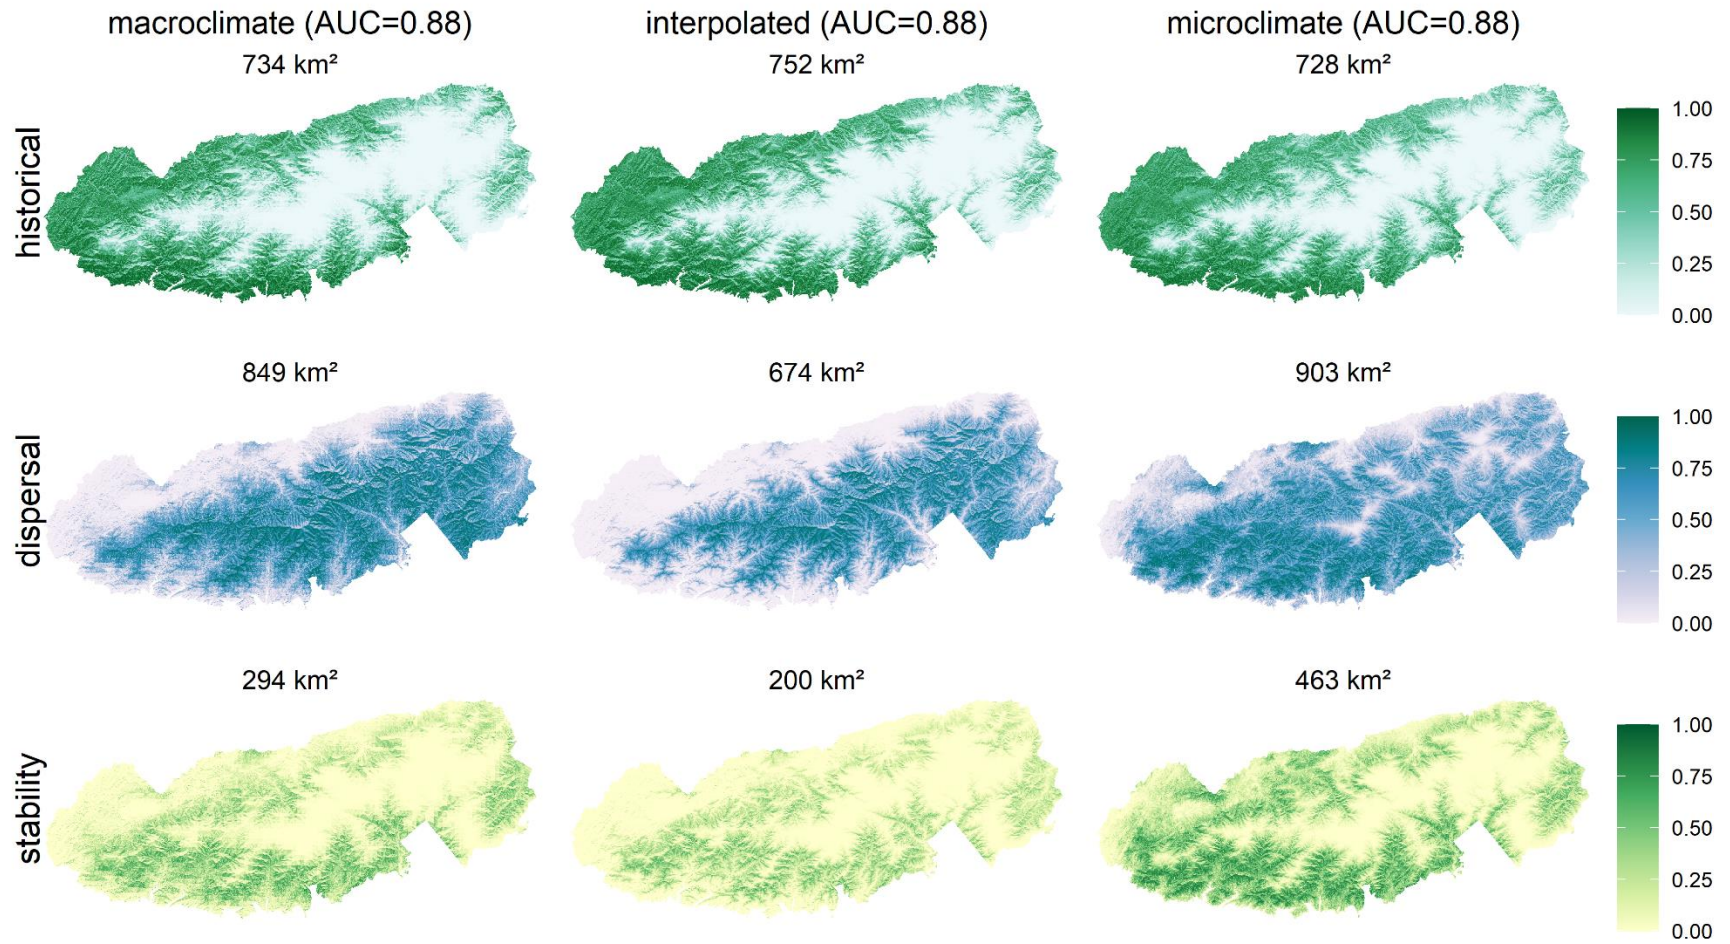 macroclimate (AUC=0.88)
interpolated (AUC=0.88)
microclimate (AUC=0.88)
734 km²
752 km²
728 km²
historical
1.00
0.75
0.50
0.25
0.00
849 km²
674 km²
903 km²
dispersal
1.00
0.75
0.50
0.25
0.00
294 km²
200 km²
463 km²
stability
1.00
0.75
0.50
0.25
0.00